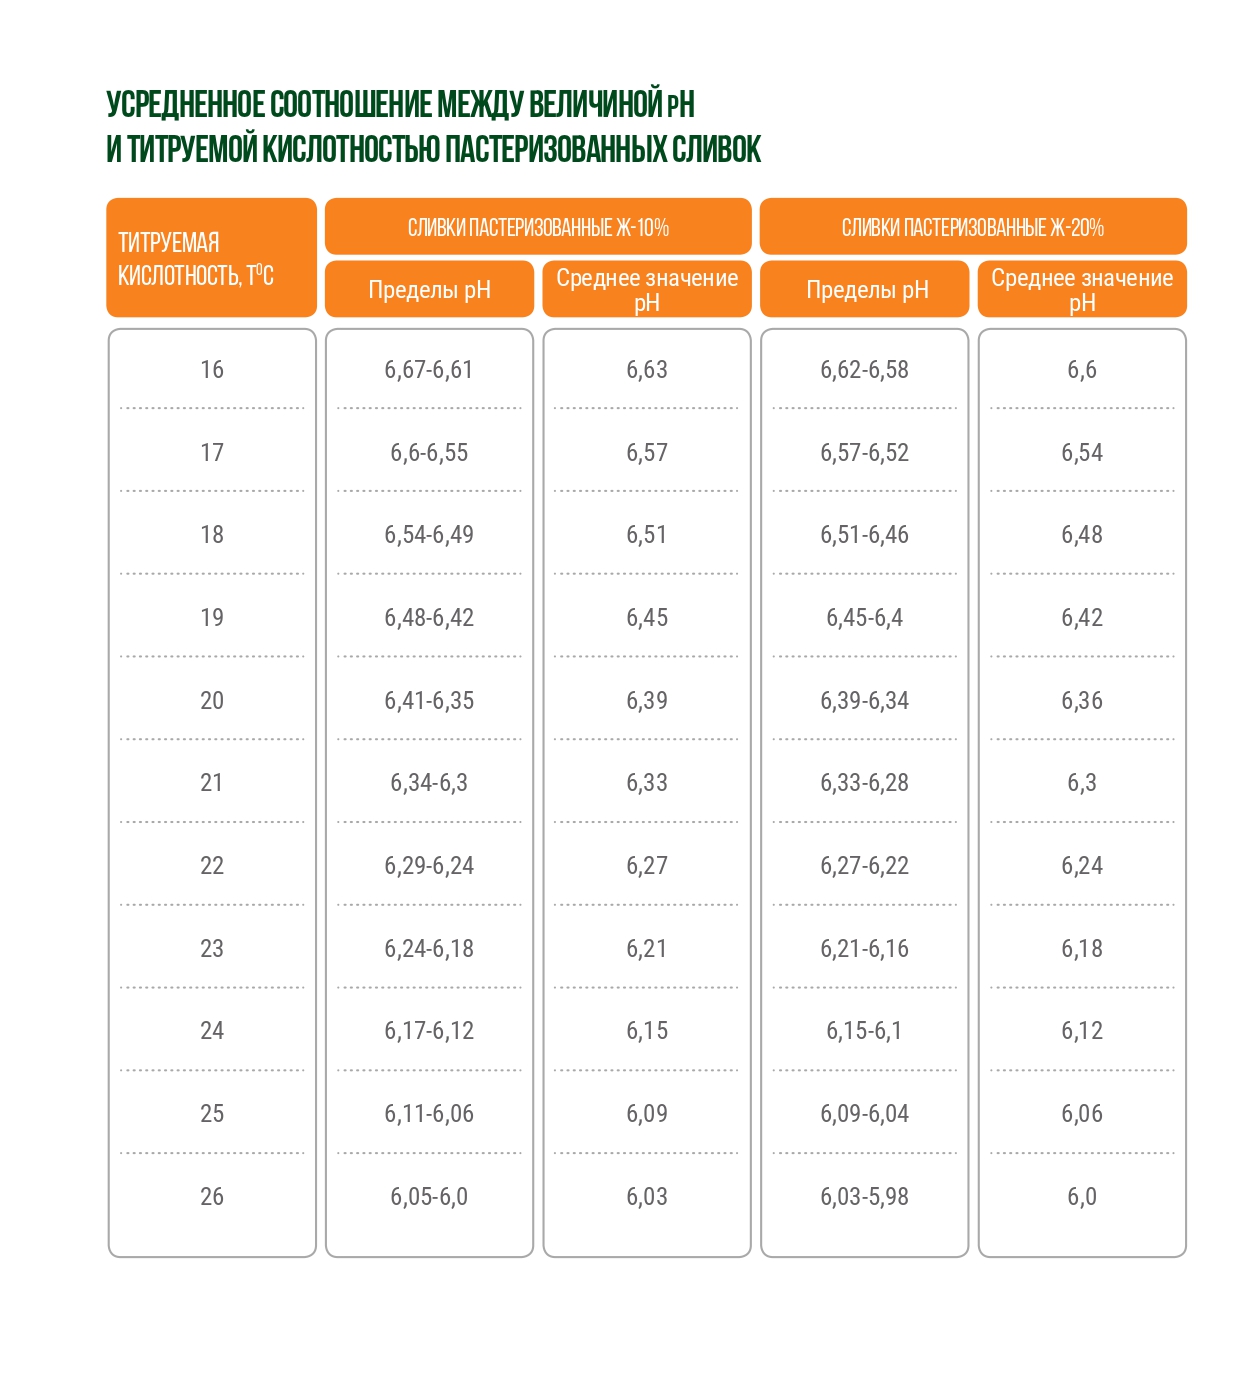 УСРЕДНЕННОЕ СООТНОШЕНИЕ МЕЖДУ ВЕЛИЧИНОЙ pH
И ТИТРУЕМОЙ КИСЛОТНОСТЬЮ ПАСТЕРИЗОВАННЫХ СЛИВОК
ТИТРУЕМАЯ
КИСЛОТНОСТЬ, Т⁰С
СЛИВКИ ПАСТЕРИЗОВАННЫЕ Ж-10%
СЛИВКИ ПАСТЕРИЗОВАННЫЕ Ж-20%
Пределы pH
Среднее значение
pH
Пределы pH
Среднее значение
pH
16 6,67-6,61 6,63 6,62-6,58 6,6
17 6,6-6,55 6,57 6,57-6,52 6,54
18 6,54-6,49 6,51 6,51-6,46 6,48
19 6,48-6,42 6,45 6,45-6,4 6,42
20 6,41-6,35 6,39 6,39-6,34 6,36
21 6,34-6,3 6,33 6,33-6,28 6,3
22 6,29-6,24 6,27 6,27-6,22 6,24
23 6,24-6,18 6,21 6,21-6,16 6,18
24 6,17-6,12 6,15 6,15-6,1 6,12
25 6,11-6,06 6,09 6,09-6,04 6,06
26 6,05-6,0 6,03 6,03-5,98 6,0